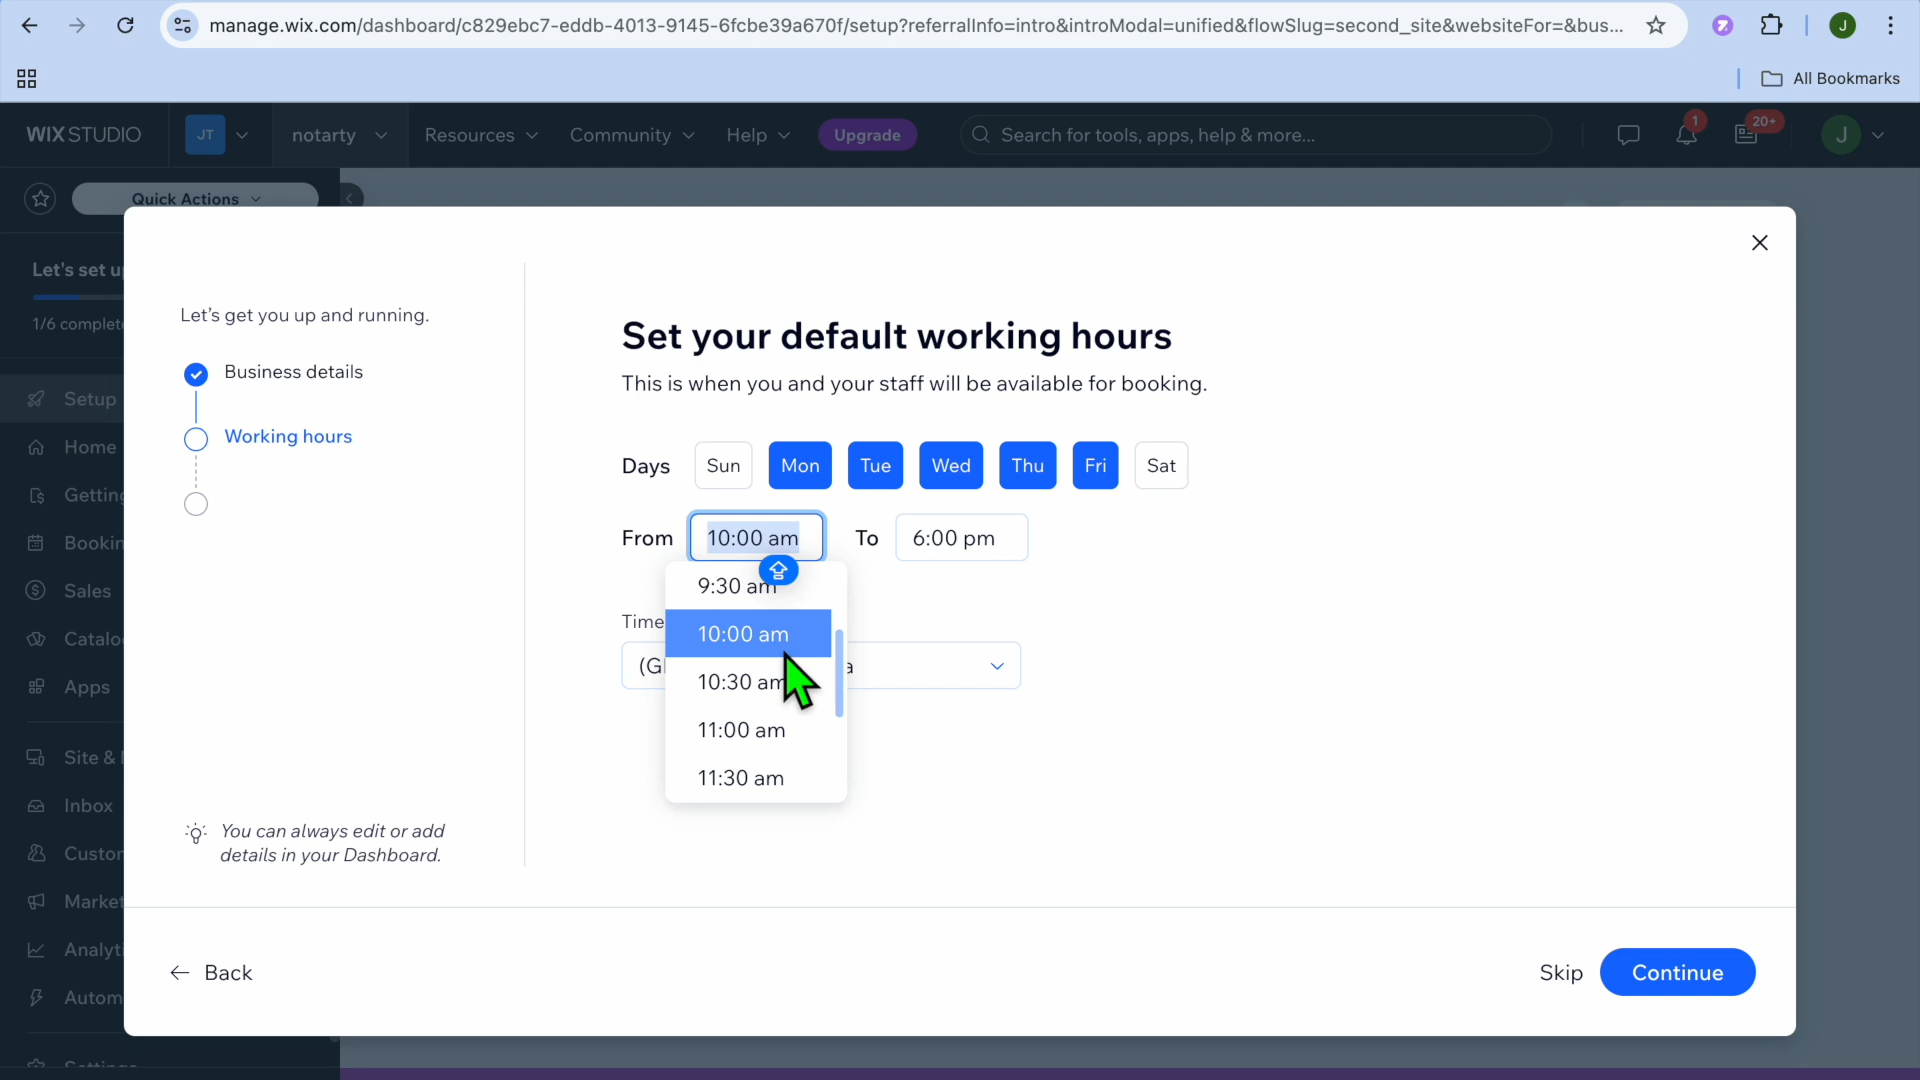 manage.wix.com/dashboard/c829ebc7-eddb-4013-9145-6fcbe39a670f/setup?referralInfo=intro&introModal=unified&flowSlug=second_site&websiteFor=&bus...
J
All Bookmarks
WIX STUDIO
JT
notarty
Resources
Community
Help
Upgrade
Search for tools, apps, help & more...
1
20+
J
Quick Actions
Let's set u
1/6 complet
Setup
Home
Getting
Bookin
Sales
Catalo
Apps
Site &
Inbox
Custor
Market
Analyti
Autom
Let's get you up and running.
Business details
Working hours
You can always edit or add
details in your Dashboard.
Set your default working hours
This is when you and your staff will be available for booking.
Days Sun Mon Tue Wed Thu Fri Sat
From 10:00 am To 6:00 pm
9:30 am
Time
10:00 am
(G a
10:30 am
11:00 am
11:30 am
Back
Skip
Continue